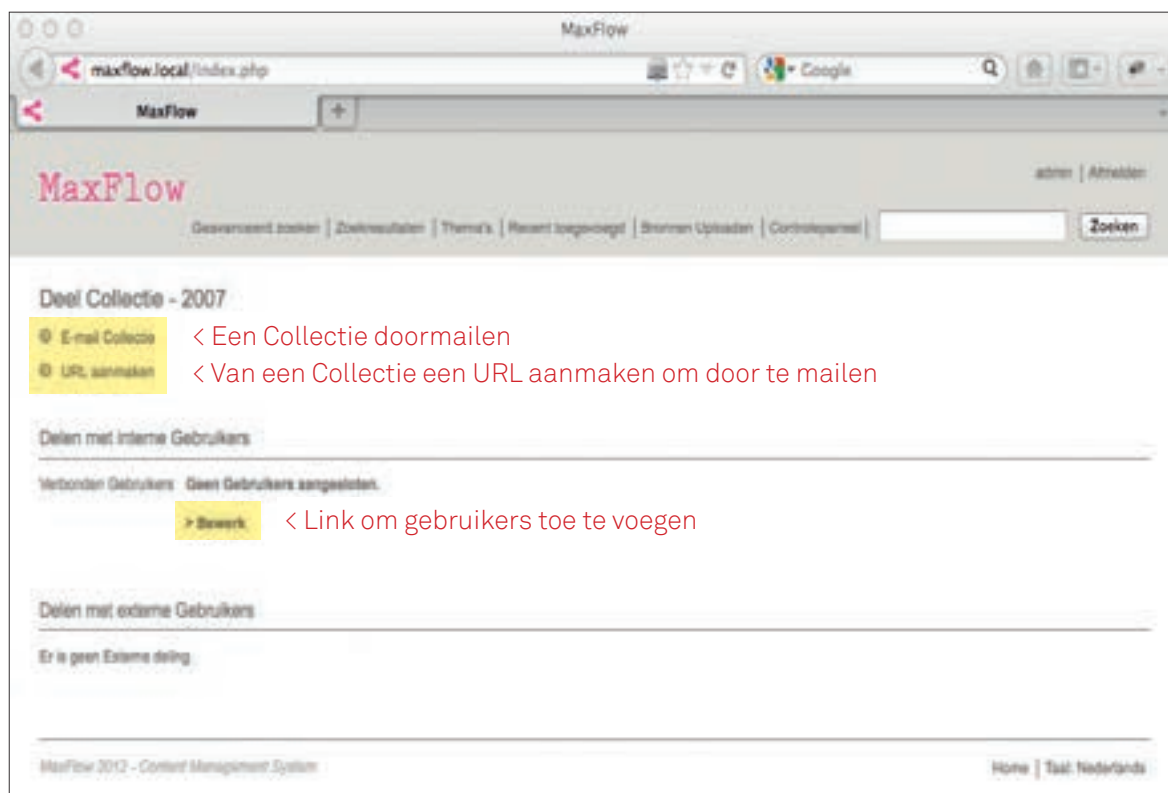 MaxFlow
maxflow.local/index.php
Google
MaxFlow
+
MaxFlow
admin | Afmelden
Geavanceerd zoeken | Zoekresultaten | Thema's | Recent toegevoegd | Bronnen Uploaden | Controlepaneel |
Zoeken
Deel Collectie - 2007
E-mail Collectie < Een Collectie doormailen
URL aanmaken < Van een Collectie een URL aanmaken om door te mailen
Delen met Interne Gebruikers
Verbonden Gebruikers Geen Gebruikers aangesloten.
> Bewerk < Link om gebruikers toe te voegen
Delen met externe Gebruikers
Er is geen Externe deling
MaxFlow 2012 - Content Management System
Home | Taal: Nederlands